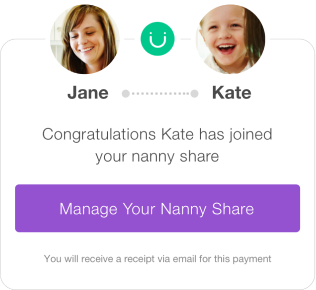 Jane Kate
Congratulations Kate has joined
your nanny share
Manage Your Nanny Share
You will receive a receipt via email for this payment